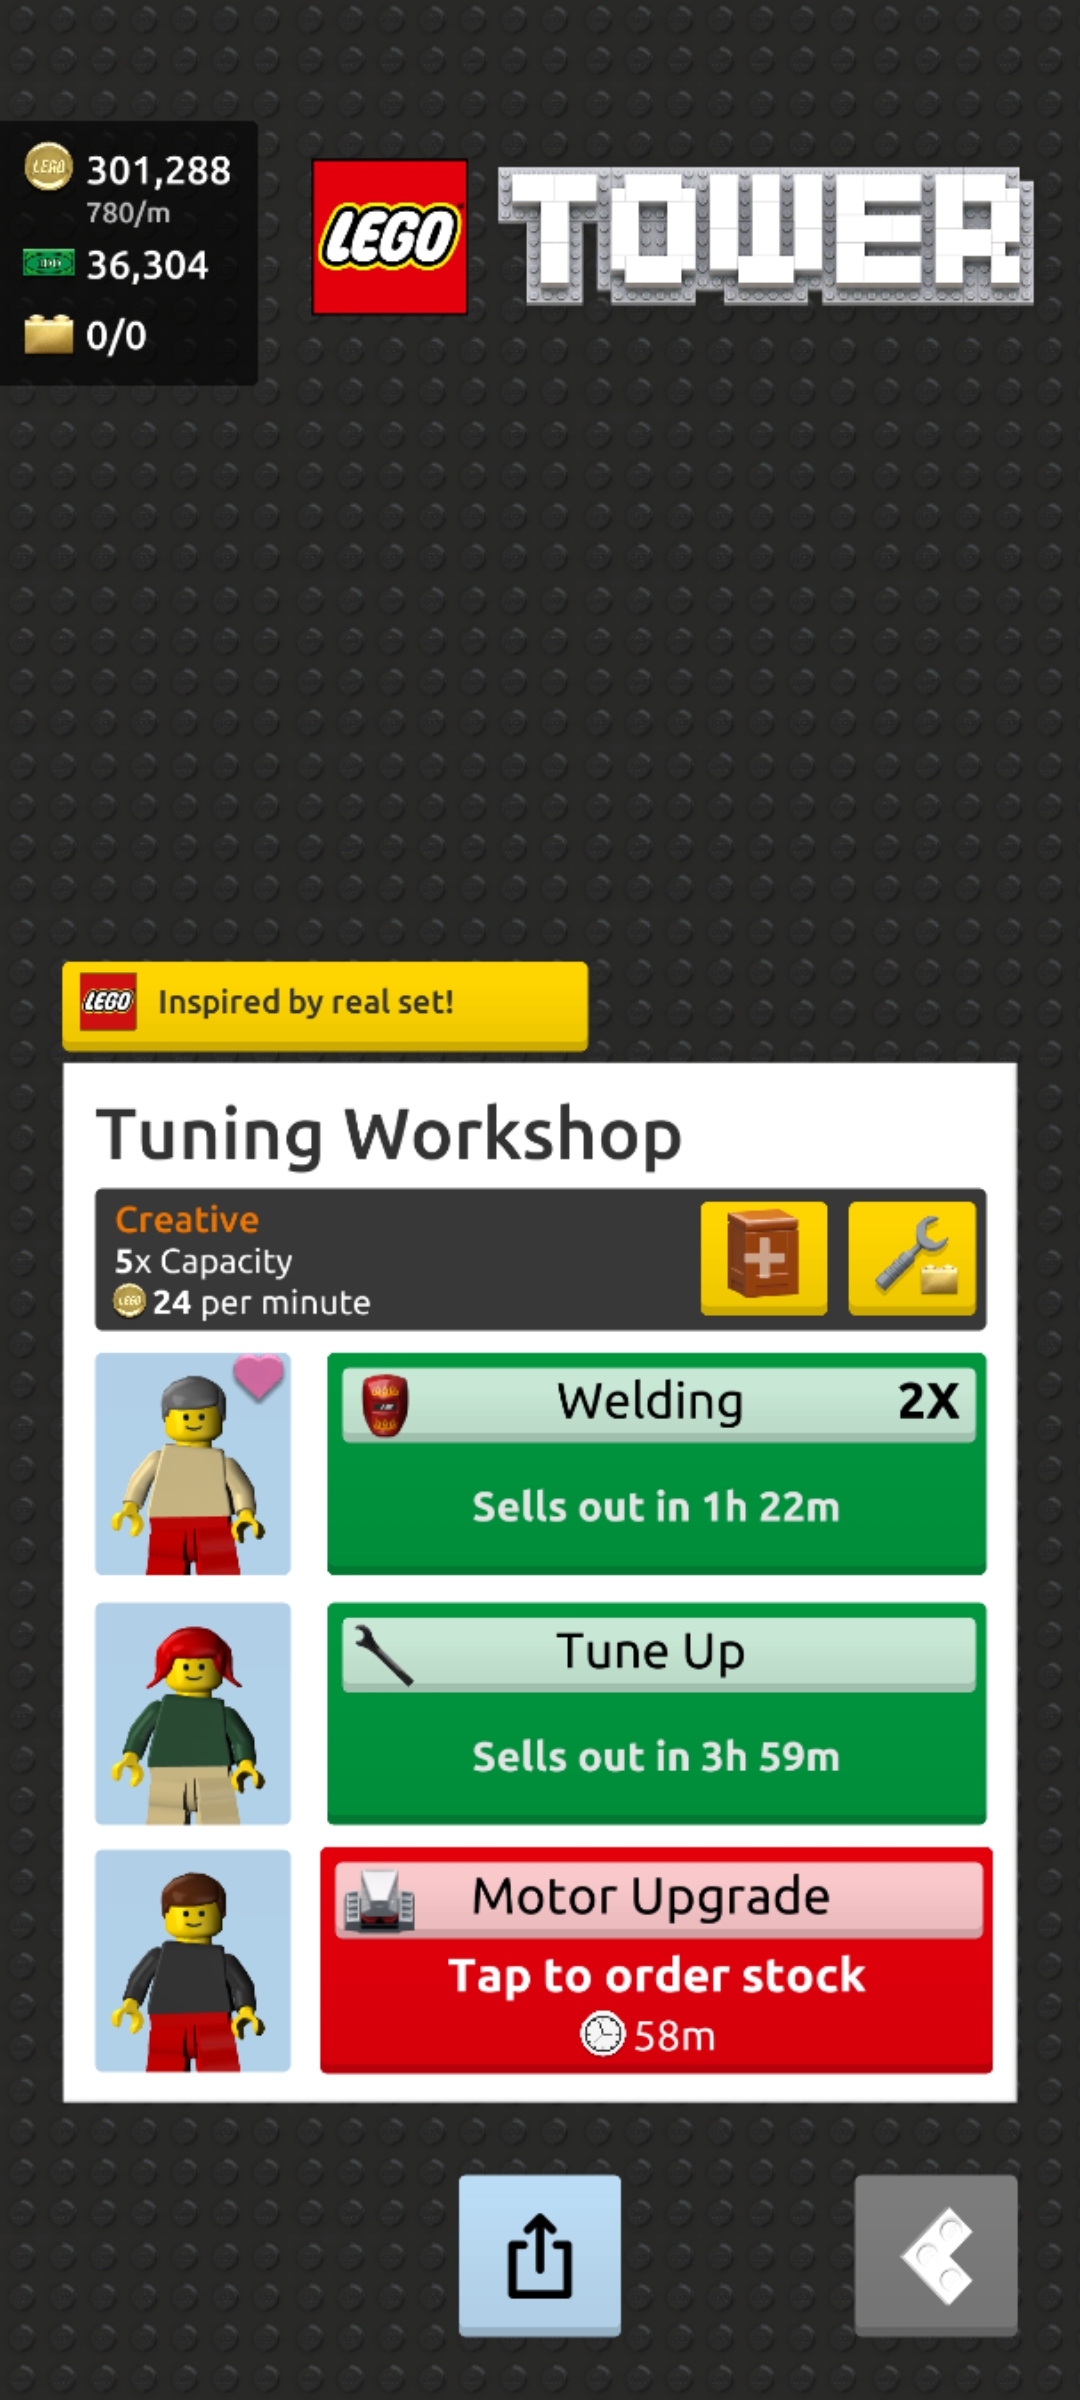 301,288
780/m
36,304
0/0
LEGO TOWER
LEGO Inspired by real set!
Tuning Workshop
Creative
5x Capacity
24 per minute
Welding 2X
Sells out in 1h 22m
Tune Up
Sells out in 3h 59m
Motor Upgrade
Tap to order stock
58m